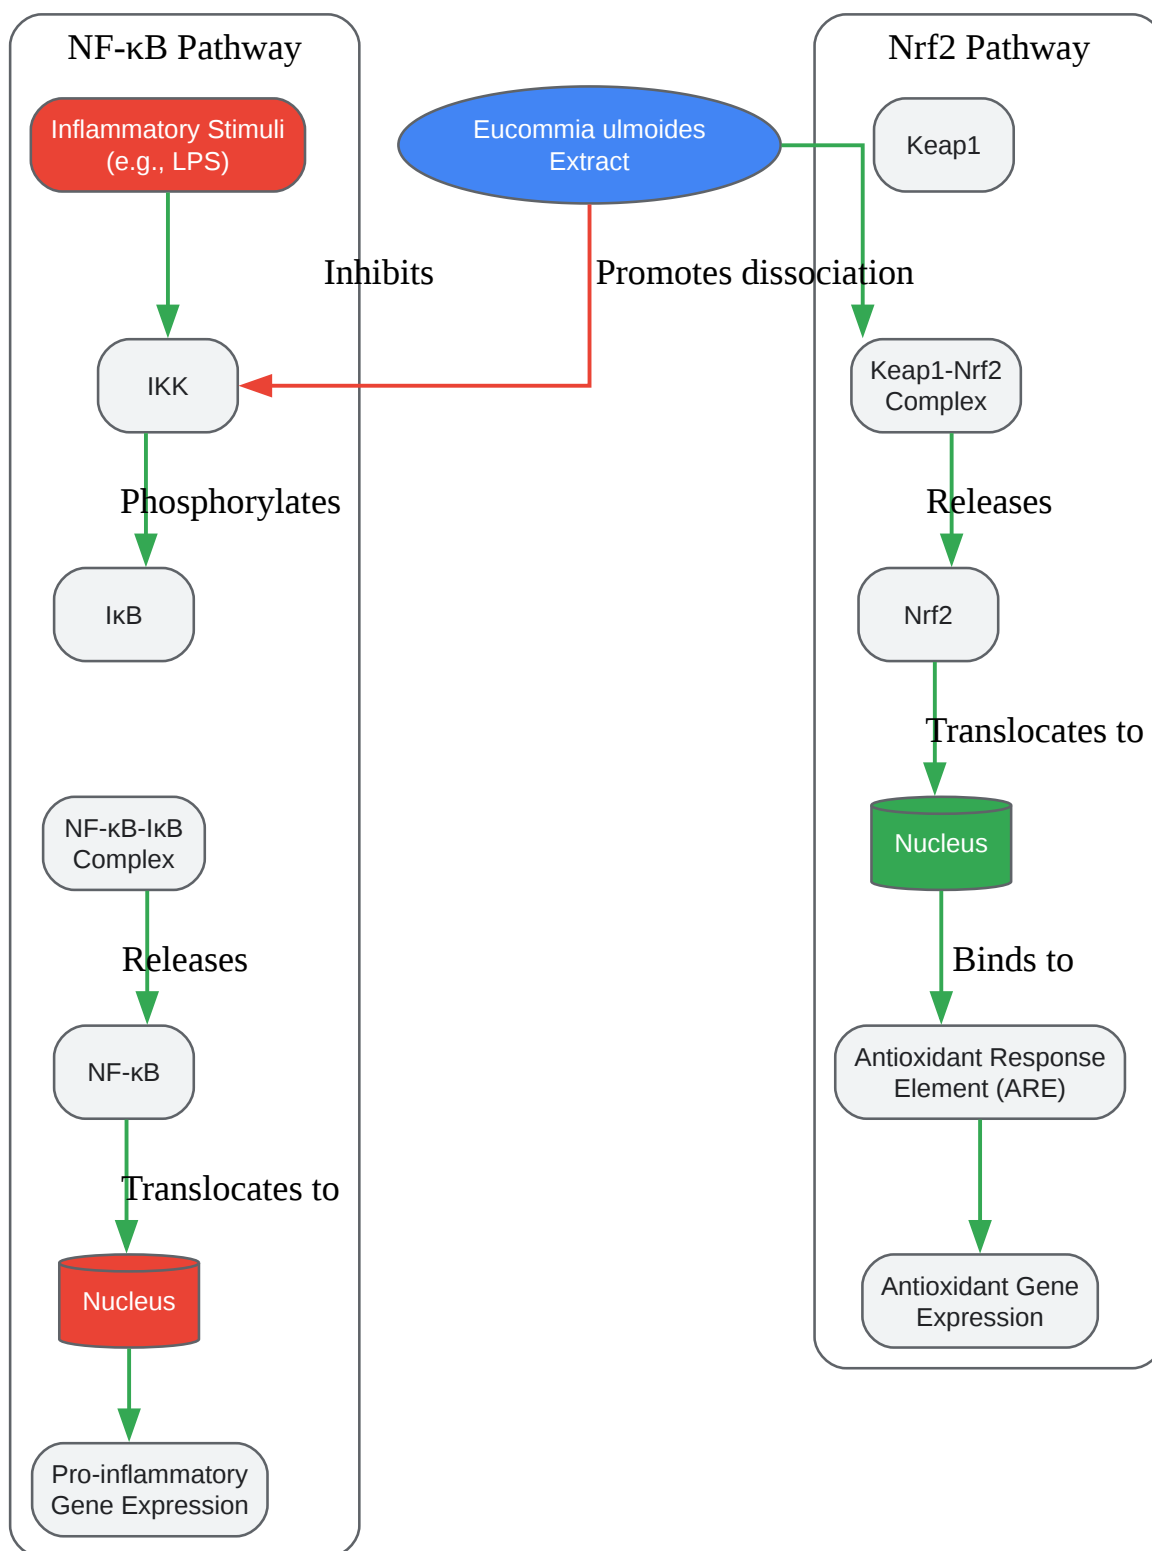 NF-κB Pathway
Inflammatory Stimuli
(e.g., LPS)
Inhibits
IKK
Phosphorylates
IκB
NF-κB-IκB
Complex
Releases
NF-κB
Translocates to
Nucleus
Pro-inflammatory
Gene Expression
Eucommia ulmoides
Extract
Promotes dissociation
Nrf2 Pathway
Keap1
Keap1-Nrf2
Complex
Releases
Nrf2
Translocates to
Nucleus
Binds to
Antioxidant Response
Element (ARE)
Antioxidant Gene
Expression